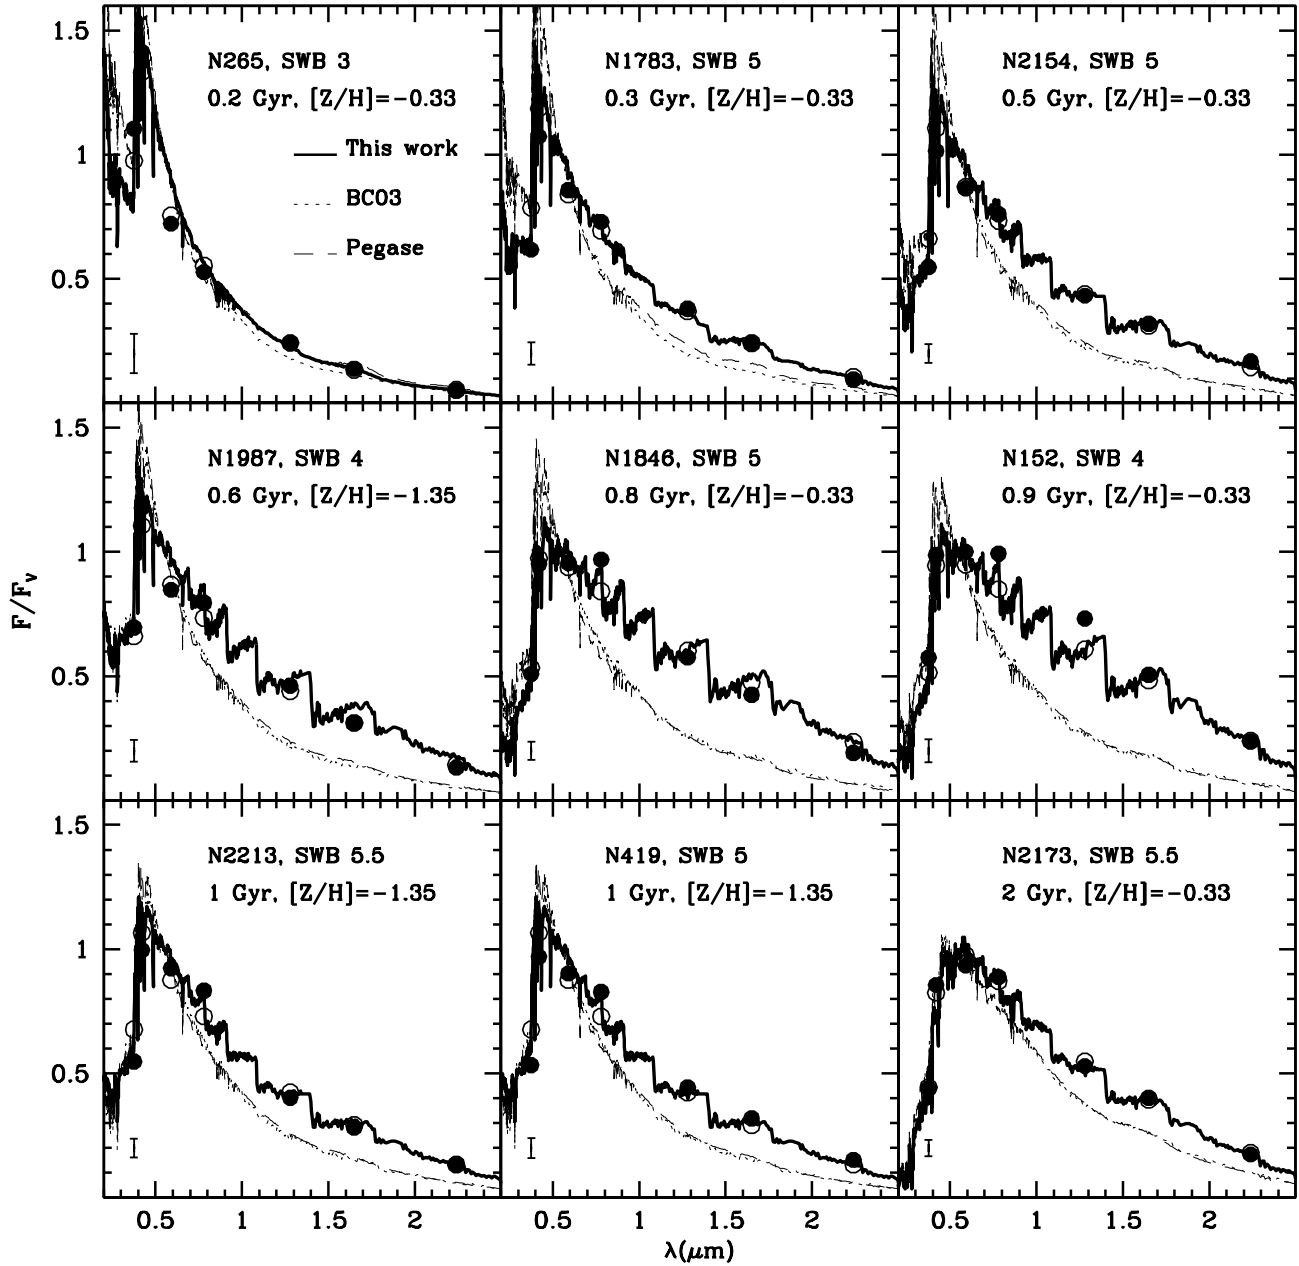 N265, SWB 3
0.2 Gyr, [Z/H]=−0.33
This work
BC03
Pegase
N1783, SWB 5
0.3 Gyr, [Z/H]=−0.33
N2154, SWB 5
0.5 Gyr, [Z/H]=−0.33
1.5
1
0.5
N1987, SWB 4
0.6 Gyr, [Z/H]=−1.35
N1846, SWB 5
0.8 Gyr, [Z/H]=−0.33
N152, SWB 4
0.9 Gyr, [Z/H]=−0.33
1.5
1
0.5
F/Fᵥ
N2213, SWB 5.5
1 Gyr, [Z/H]=−1.35
N419, SWB 5
1 Gyr, [Z/H]=−1.35
N2173, SWB 5.5
2 Gyr, [Z/H]=−0.33
1.5
1
0.5
0.5 1 1.5 2
0.5 1 1.5 2
0.5 1 1.5 2
λ(μm)